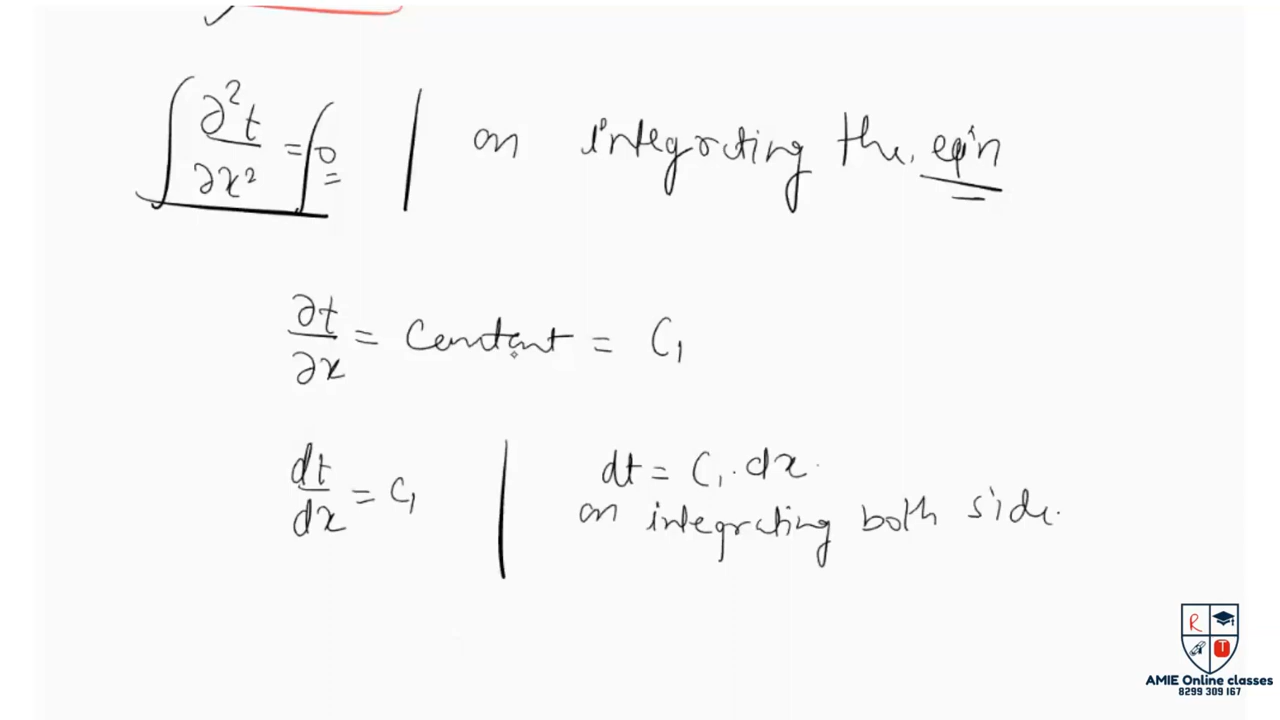 ∫ ∂²t/∂x² = ∫ 0 | on integrating the eq'n
∂t/∂x = Constant = C₁
dt/dx = C₁ | dt = C₁ . dx.
on integrating both side.
R
T
AMIE Online classes
8299 309 167